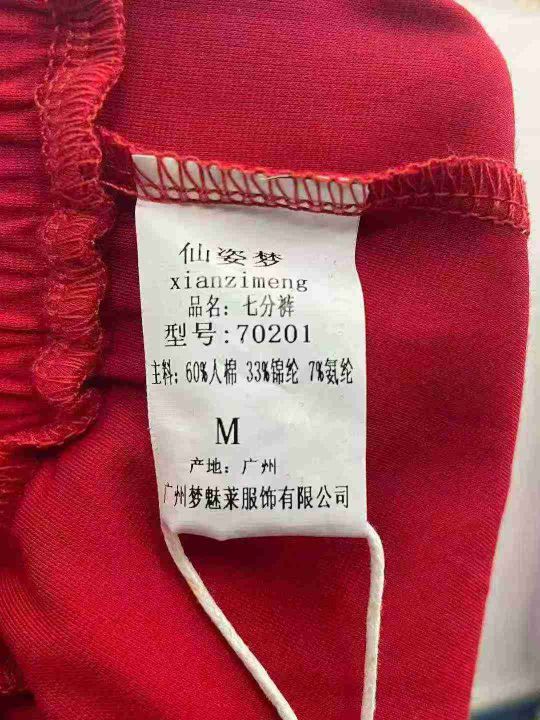 仙姿梦
xianzimeng
品名: 七分裤
型号:70201
主料: 60%人棉 33%锦纶 7%氨纶
M
产地: 广州
广州梦魅莱服饰有限公司